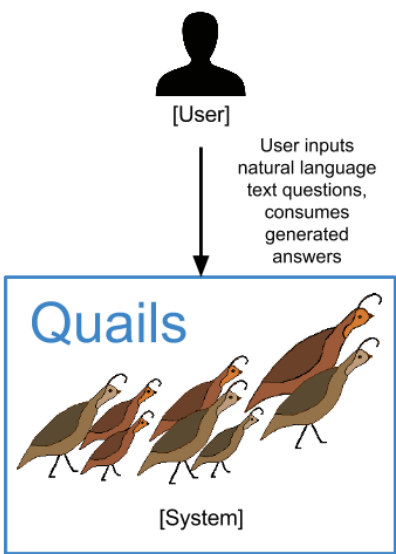 [User]
User inputs
natural language
text questions,
consumes
generated
answers
Quails
[System]